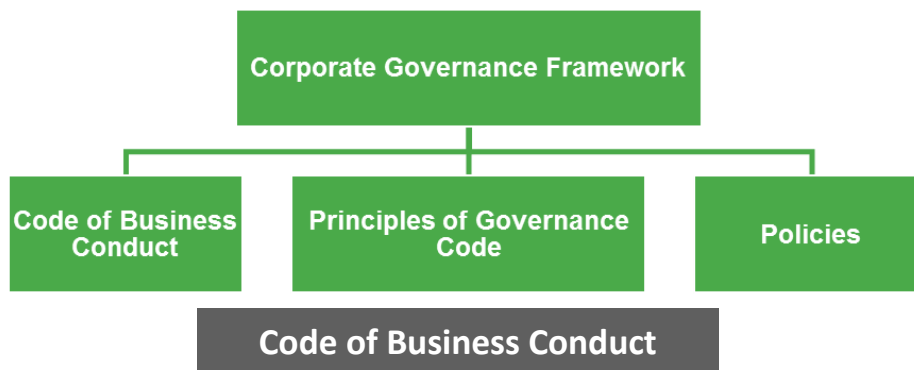 Corporate Governance Framework
Code of Business
Conduct
Principles of Governance
Code
Policies
Code of Business Conduct